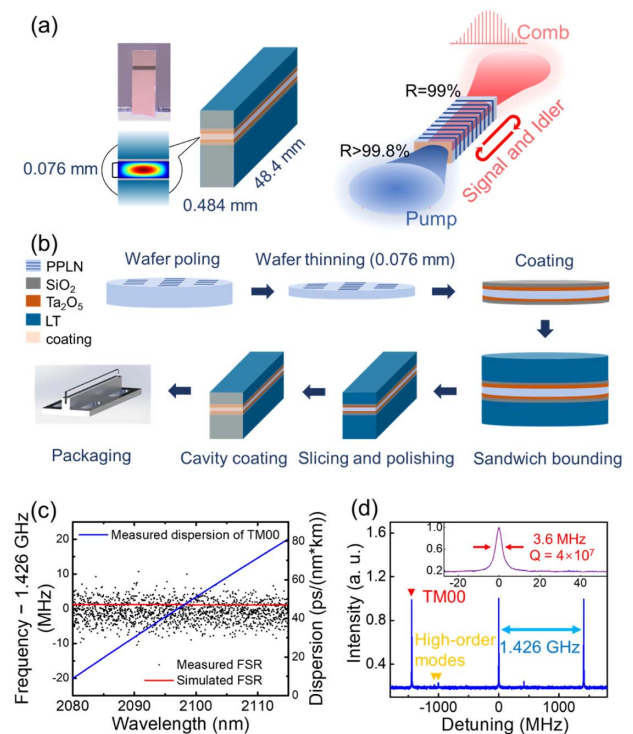 (a)
Comb
R=99%
R>99.8%
Signal and Idler
0.076 mm
48.4 mm
0.484 mm
Pump
(b)
PPLN
SiO2
Ta2O5
LT
coating
Wafer poling
Wafer thinning (0.076 mm)
Coating
Packaging
Cavity coating
Slicing and polishing
Sandwich bounding
(c)
Frequency − 1.426 GHz
(MHz)
20
10
0
-10
-20
Measured dispersion of TM00
Measured FSR
Simulated FSR
80
70
60
50
40
30
20
10
0
Dispersion (ps/(nm*km))
2080
2090
2100
2110
Wavelength (nm)
(d)
Intensity (a. u.)
1.6
1.2
0.8
0.4
1.0
0.6
0.2
-20
0
20
40
3.6 MHz
Q = 4×10⁷
TM00
High-order
modes
1.426 GHz
-1000
0
1000
Detuning (MHz)